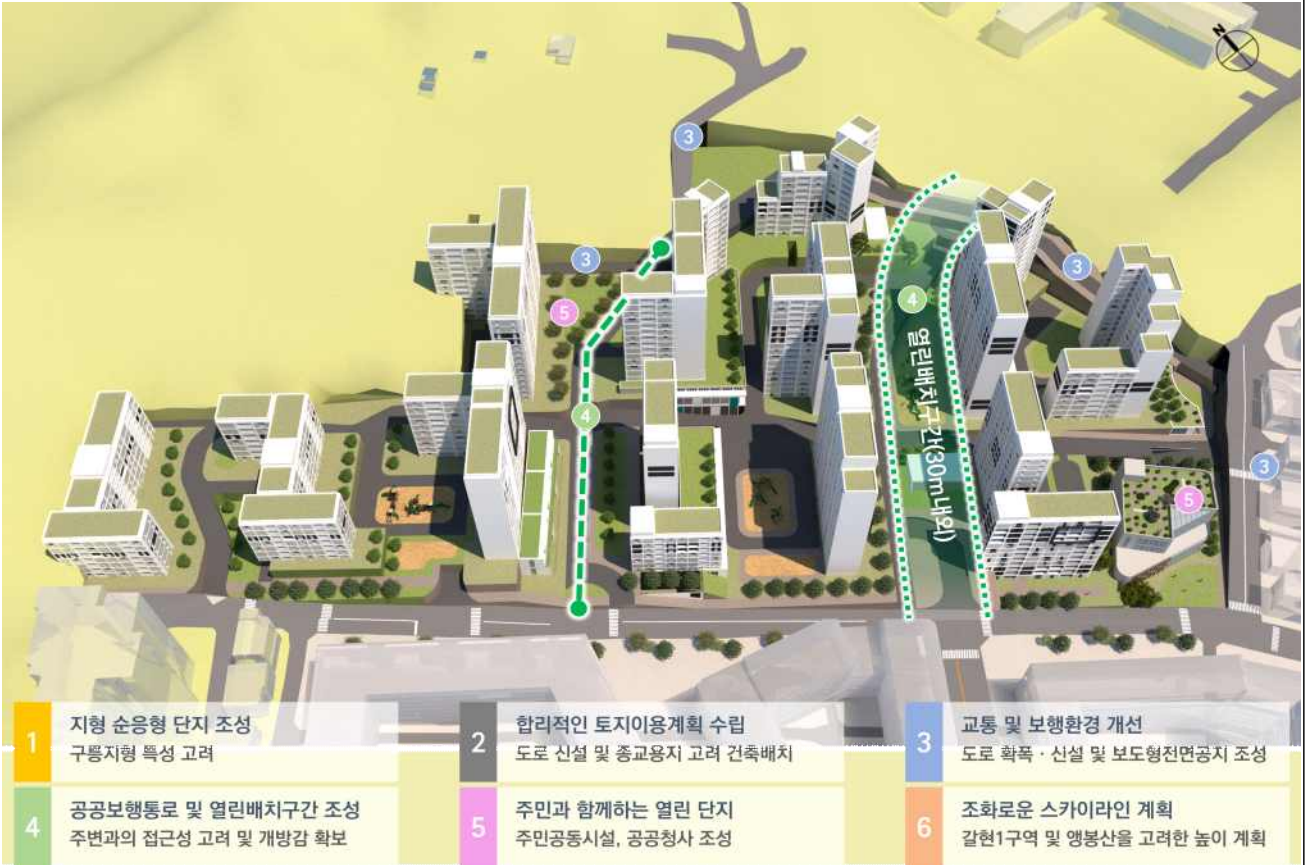 N
3
3
5
4
4
열린배치구간(30m내외)
3
5
3
1
지형 순응형 단지 조성
구릉지형 특성 고려
2
합리적인 토지이용계획 수립
도로 신설 및 종교용지 고려 건축배치
3
교통 및 보행환경 개선
도로 확폭 · 신설 및 보도형전면공지 조성
4
공공보행통로 및 열린배치구간 조성
주변과의 접근성 고려 및 개방감 확보
5
주민과 함께하는 열린 단지
주민공동시설, 공공청사 조성
6
조화로운 스카이라인 계획
갈현1구역 및 앵봉산을 고려한 높이 계획